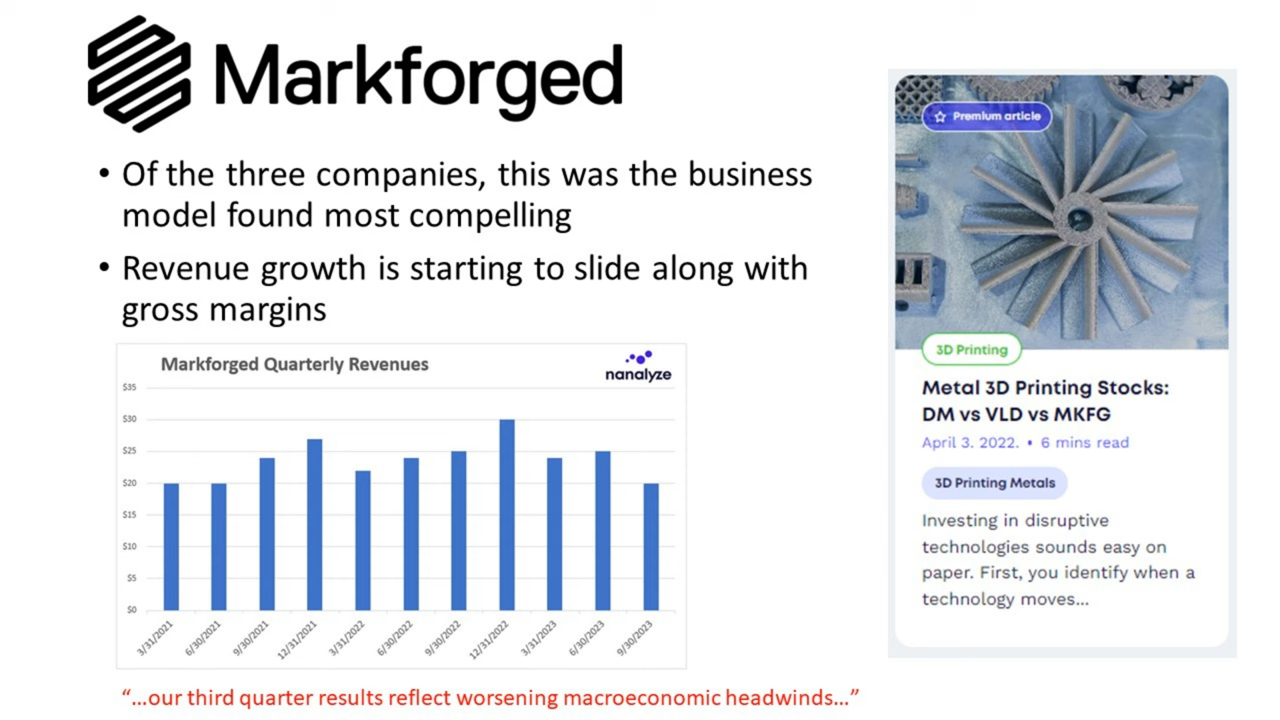 Markforged
• Of the three companies, this was the business
model found most compelling
• Revenue growth is starting to slide along with
gross margins
Markforged Quarterly Revenues
nanalyze
$35
$30
$25
$20
$15
$10
$5
$0
3/31/2021
6/30/2021
9/30/2021
12/31/2021
3/31/2022
6/30/2022
9/30/2022
12/31/2022
3/31/2023
6/30/2023
9/30/2023
“...our third quarter results reflect worsening macroeconomic headwinds...”
Premium article
3D Printing
Metal 3D Printing Stocks:
DM vs VLD vs MKFG
April 3. 2022. • 6 mins read
3D Printing Metals
Investing in disruptive
technologies sounds easy on
paper. First, you identify when a
technology moves...